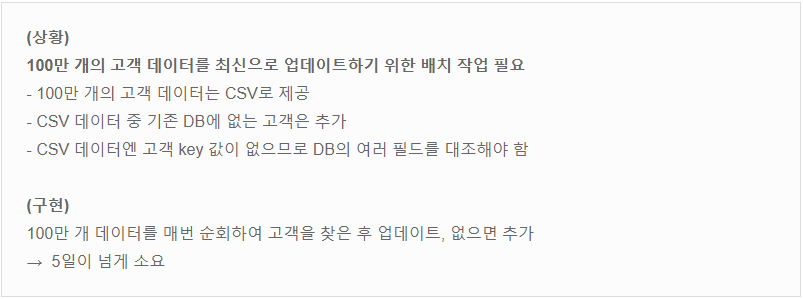 (상황)
100만 개의 고객 데이터를 최신으로 업데이트하기 위한 배치 작업 필요
- 100만 개의 고객 데이터는 CSV로 제공
- CSV 데이터 중 기존 DB에 없는 고객은 추가
- CSV 데이터엔 고객 key 값이 없으므로 DB의 여러 필드를 대조해야 함
(구현)
100만 개 데이터를 매번 순회하여 고객을 찾은 후 업데이트, 없으면 추가
→ 5일이 넘게 소요